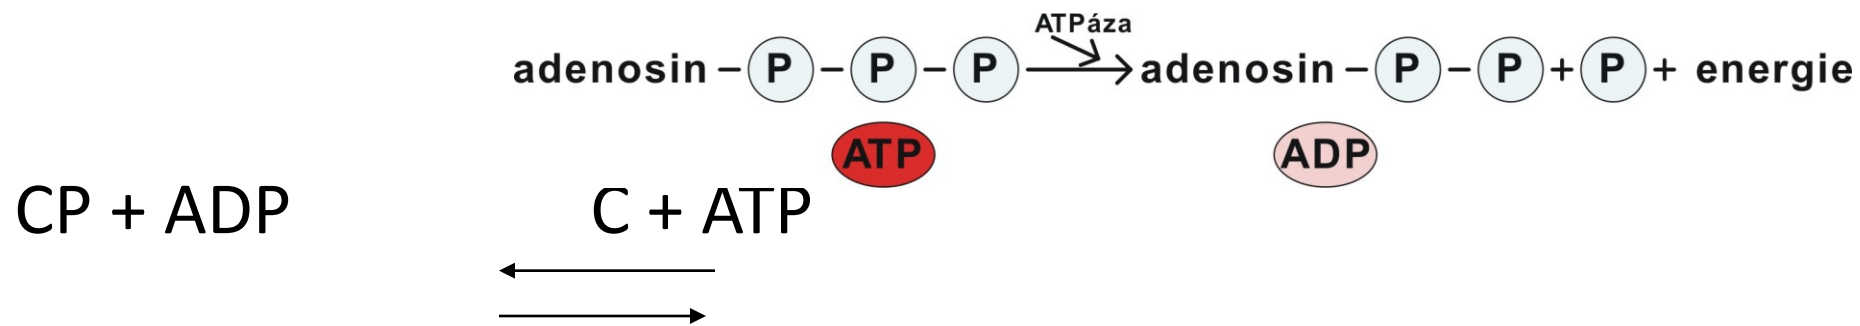 ATPáza
adenosin – P – P – P → adenosin – P – P + P + energie
ATP ADP
CP + ADP C + ATP